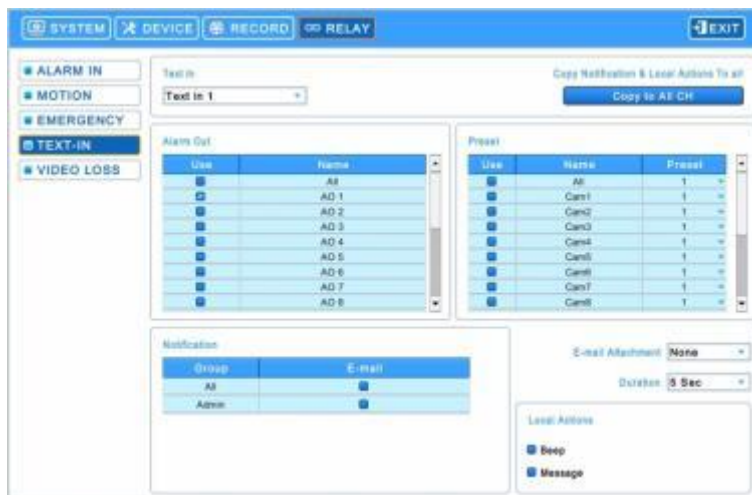 SYSTEM DEVICE RECORD RELAY EXIT
ALARM IN
MOTION
EMERGENCY
TEXT-IN
VIDEO LOSS
Text In
Text in 1
Copy Notification & Local Actions To all
Copy to All CH
Alarm Out
Use Name
All
AO 1
AO 2
AO 3
AO 4
AO 5
AO 6
AO 7
AO 8
Preset
Use Name Preset
All 1
Cam1 1
Cam2 1
Cam3 1
Cam4 1
Cam5 1
Cam6 1
Cam7 1
Cam8 1
Notification
Group E-mail
All
Admin
E-mail Attachment None
Duration 5 Sec
Local Actions
Beep
Message